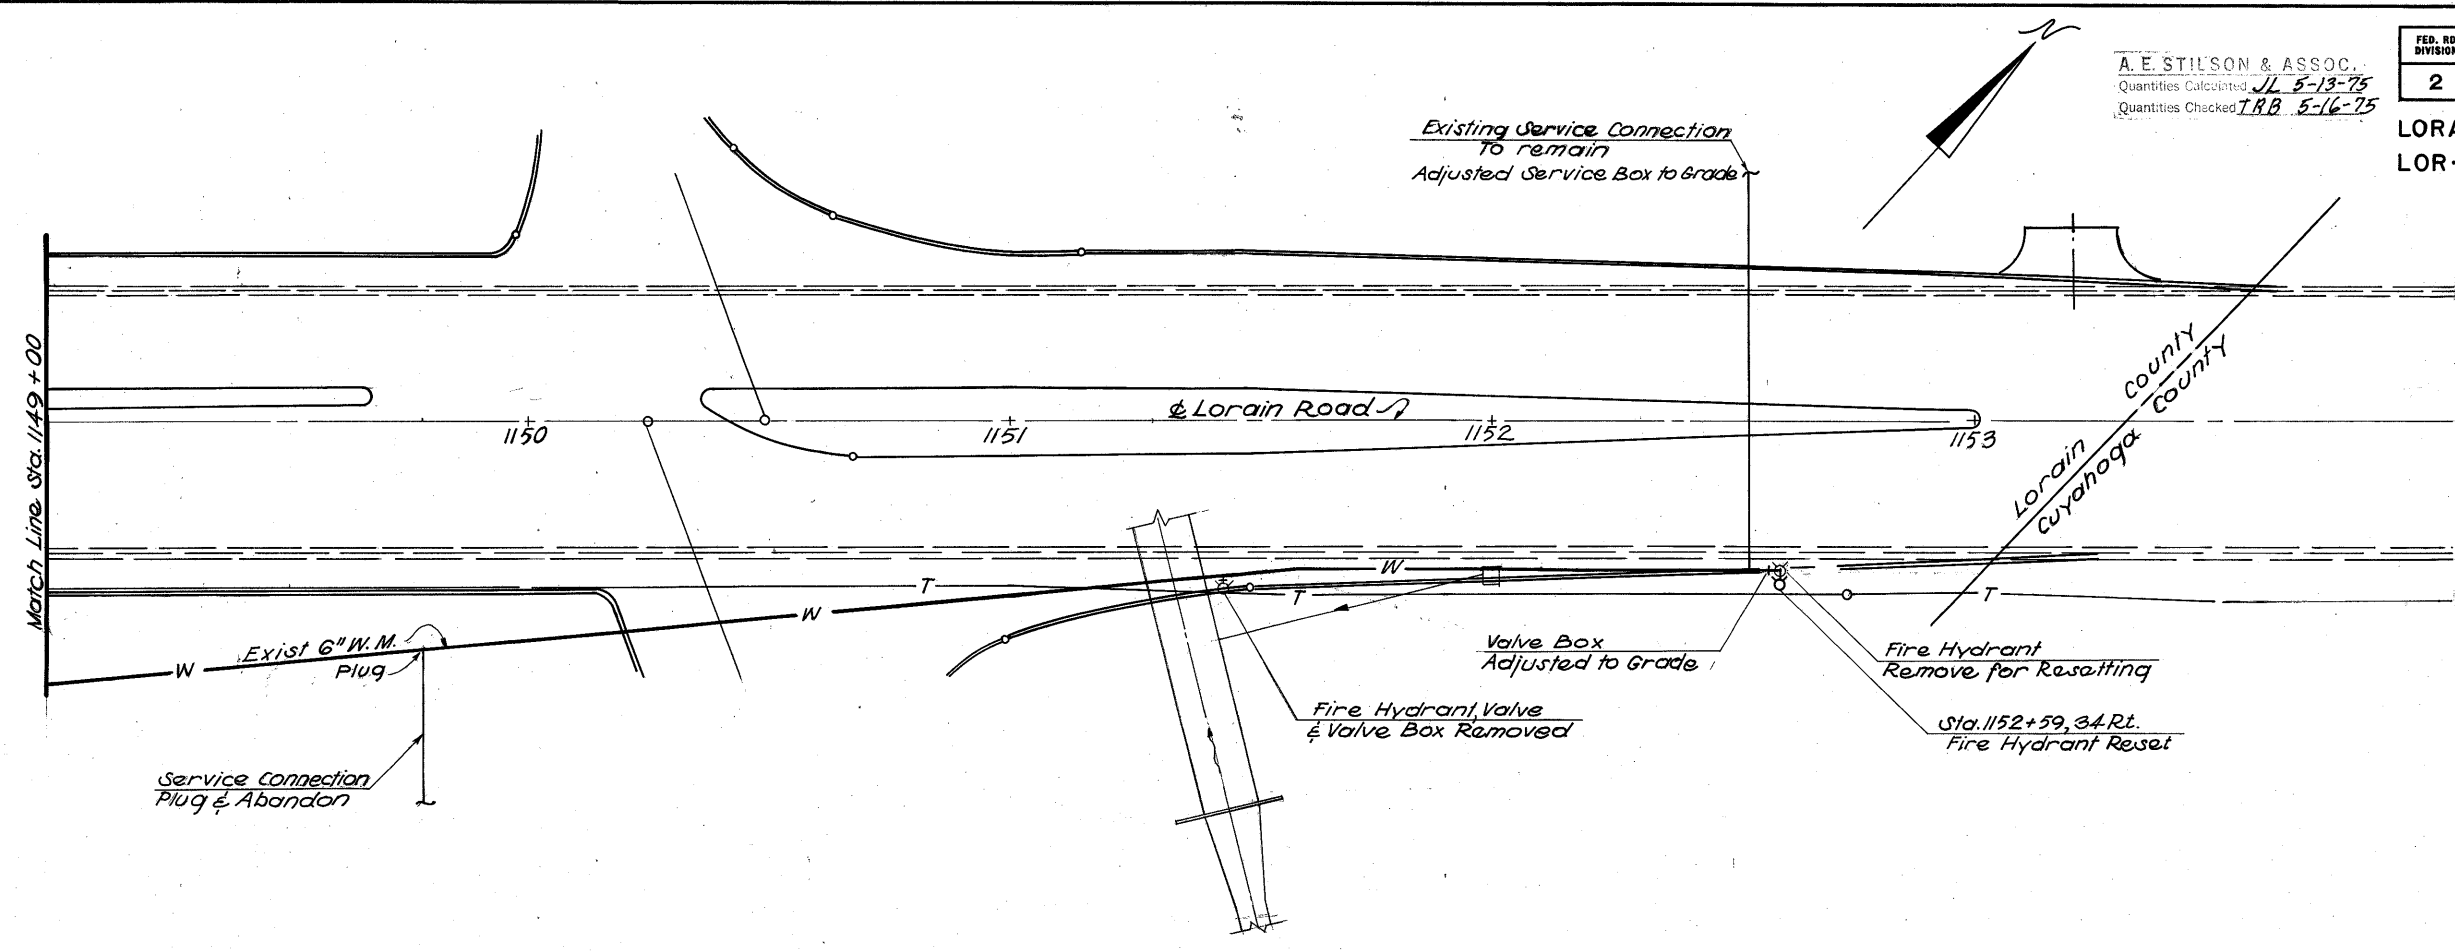 FED. RD
DIVISION
2
A. E. STILSON & ASSOC.
Quantities Calculated JL 5-13-75
Quantities Checked TRB 5-16-75
LORA
LOR-
N
Existing Service Connection
To remain
Adjusted Service Box to Grade
Match Line Sta. 1149+00
℄ Lorain Road
1150
1151
1152
1153
Lorain County
Cuyahoga County
W
T
W
T
T
W
Exist 6" W.M.
Plug
Valve Box
Adjusted to Grade
Fire Hydrant
Remove for Resetting
Fire Hydrant, Valve
& Valve Box Removed
Sta. 1152+59, 34 Rt.
Fire Hydrant Reset
Service Connection
Plug & Abandon